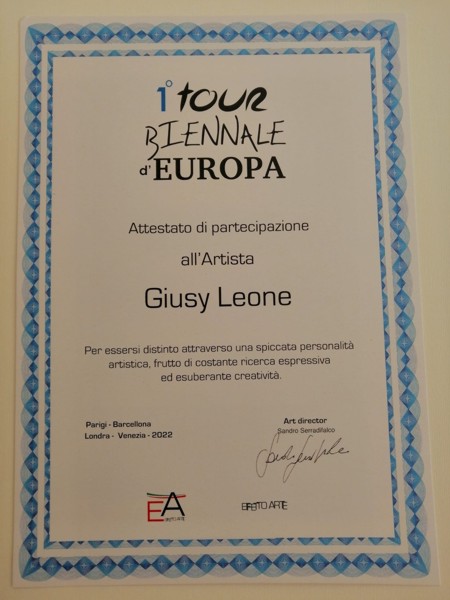 1° TOUR
BIENNALE
d'EUROPA
Attestato di partecipazione
all'Artista
Giusy Leone
Per essersi distinto attraverso una spiccata personalità
artistica, frutto di costante ricerca espressiva
ed esuberante creatività.
Parigi - Barcellona
Londra - Venezia - 2022
Art director
Sandro Serradifalco
EA
EFFETTO ARTE
EFFETTO ARTE